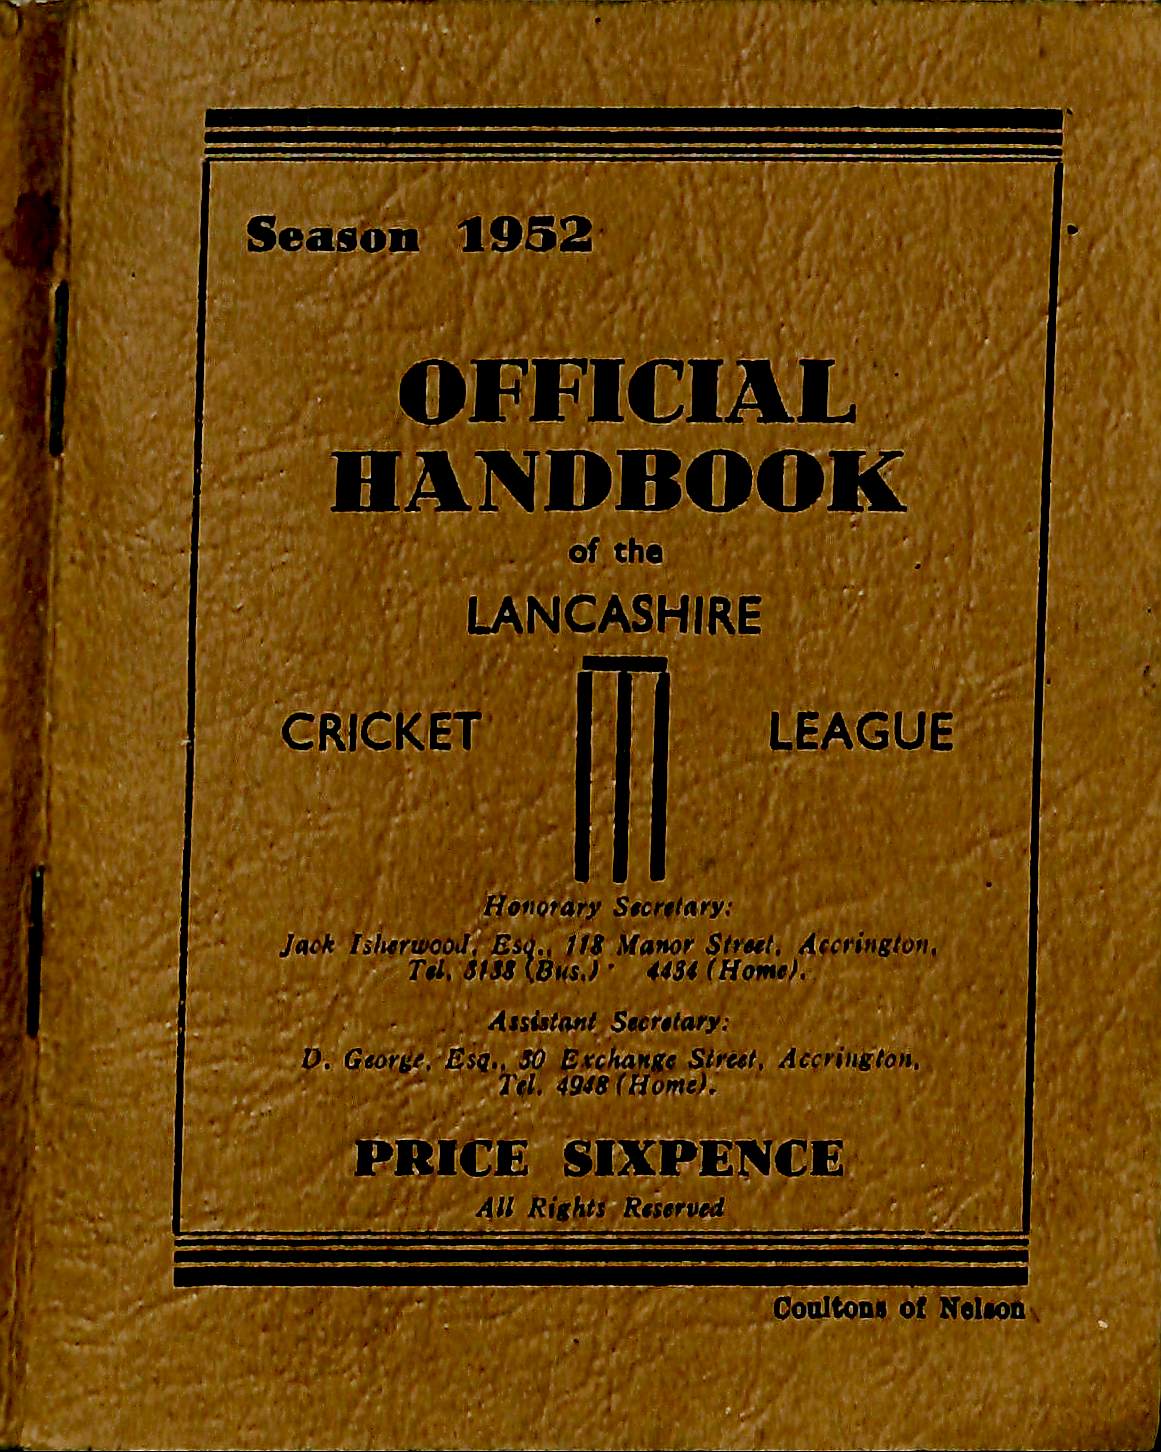 Season 1952
OFFICIAL
HANDBOOK
of the
LANCASHIRE
CRICKET LEAGUE
Honorary Secretary:
Jack Isherwood, Esq., 118 Manor Street, Accrington,
Tel. (Bus.) 4434 (Home).
Assistant Secretary:
D. George, Esq., 30 Exchange Street, Accrington,
Tel. 4948 (Home).
PRICE SIXPENCE
All Rights Reserved
Coultons of Nelson